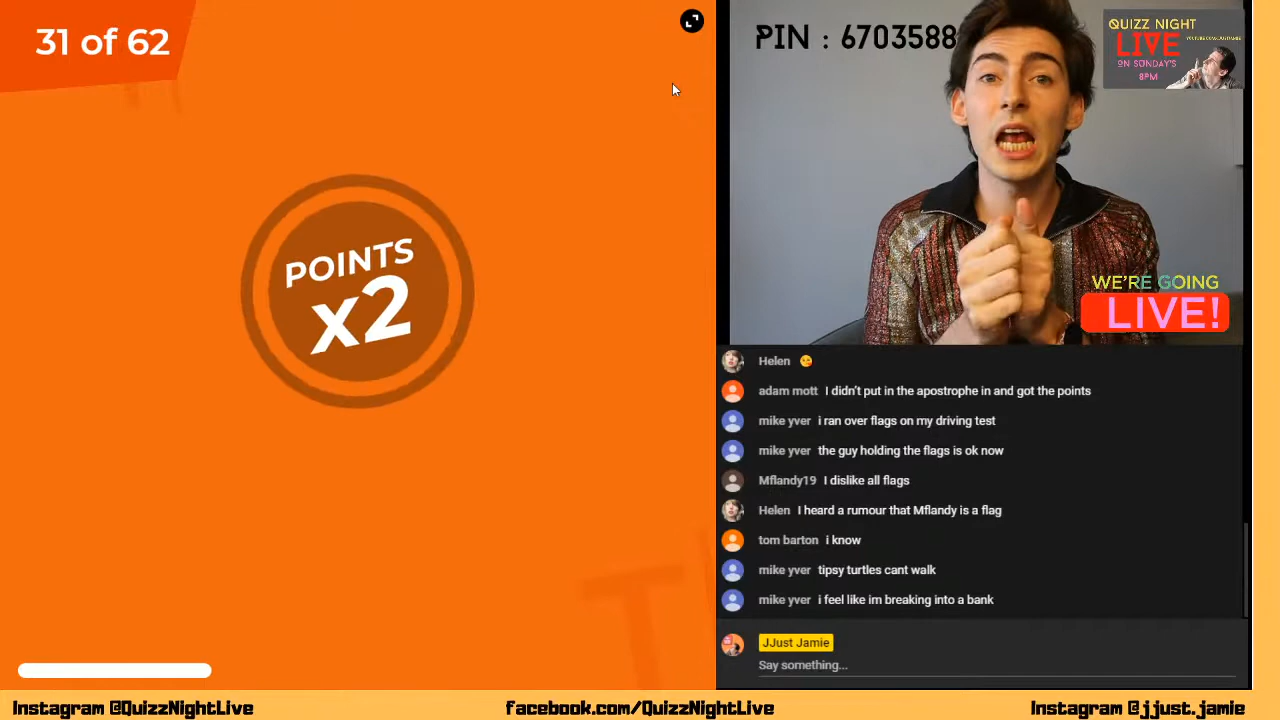 31 of 62
POINTS
x2
PIN : 6703588
QUIZZ NIGHT
LIVE
ON SUNDAY'S
8PM
WE'RE GOING
LIVE!
Helen 😘
adam mott I didn't put in the apostrophe in and got the points
mike yver i ran over flags on my driving test
mike yver the guy holding the flags is ok now
Mflandy19 I dislike all flags
Helen I heard a rumour that Mflandy is a flag
tom barton i know
mike yver tipsy turtles cant walk
mike yver i feel like im breaking into a bank
JJust Jamie
Say something...
Instagram @QuizzNightLive
facebook.com/QuizzNightLive
Instagram @jjust.jamie